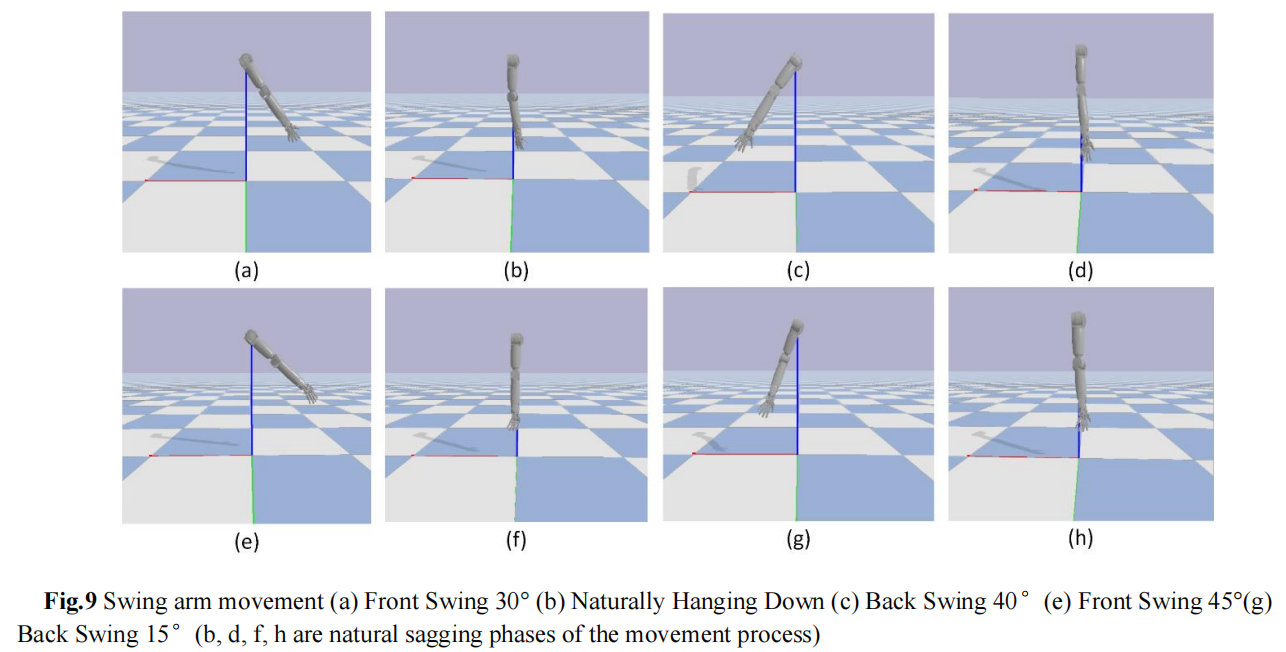 (a) (b) (c) (d)
(e) (f) (g) (h)
Fig.9 Swing arm movement (a) Front Swing 30° (b) Naturally Hanging Down (c) Back Swing 40° (e) Front Swing 45°(g)
Back Swing 15° (b, d, f, h are natural sagging phases of the movement process)